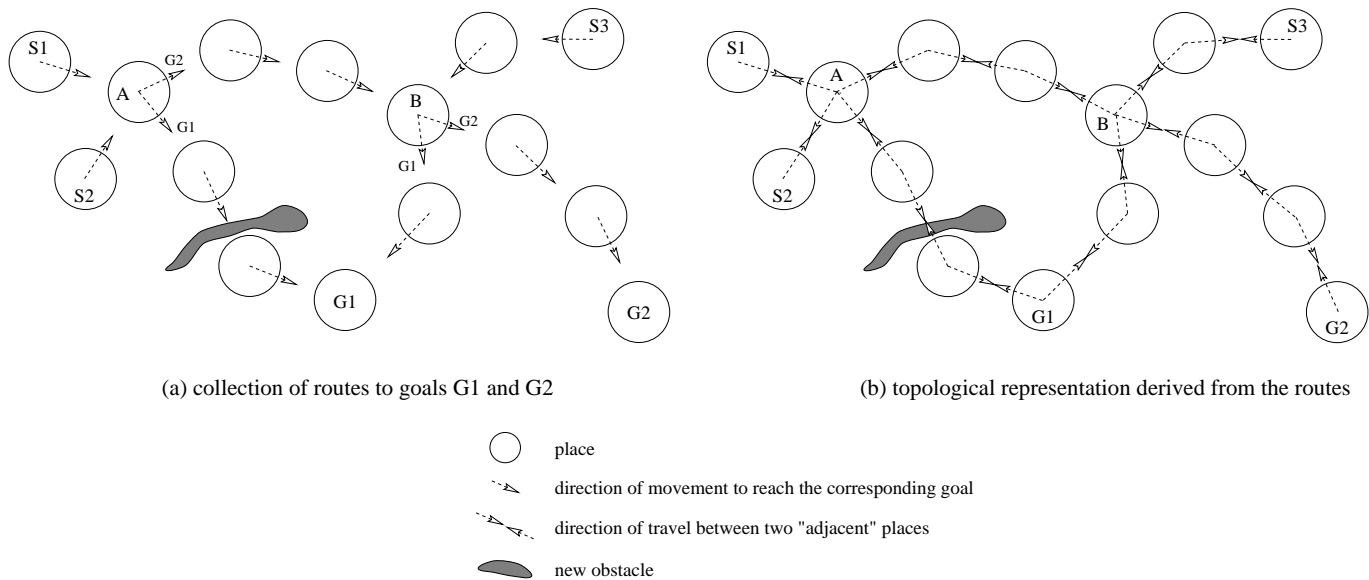 S1
G2
A
G1
S2
S3
B
G2
G1
G1
G2
S1
A
S2
S3
B
G1
G2
(a) collection of routes to goals G1 and G2
(b) topological representation derived from the routes
place
direction of movement to reach the corresponding goal
direction of travel between two "adjacent" places
new obstacle